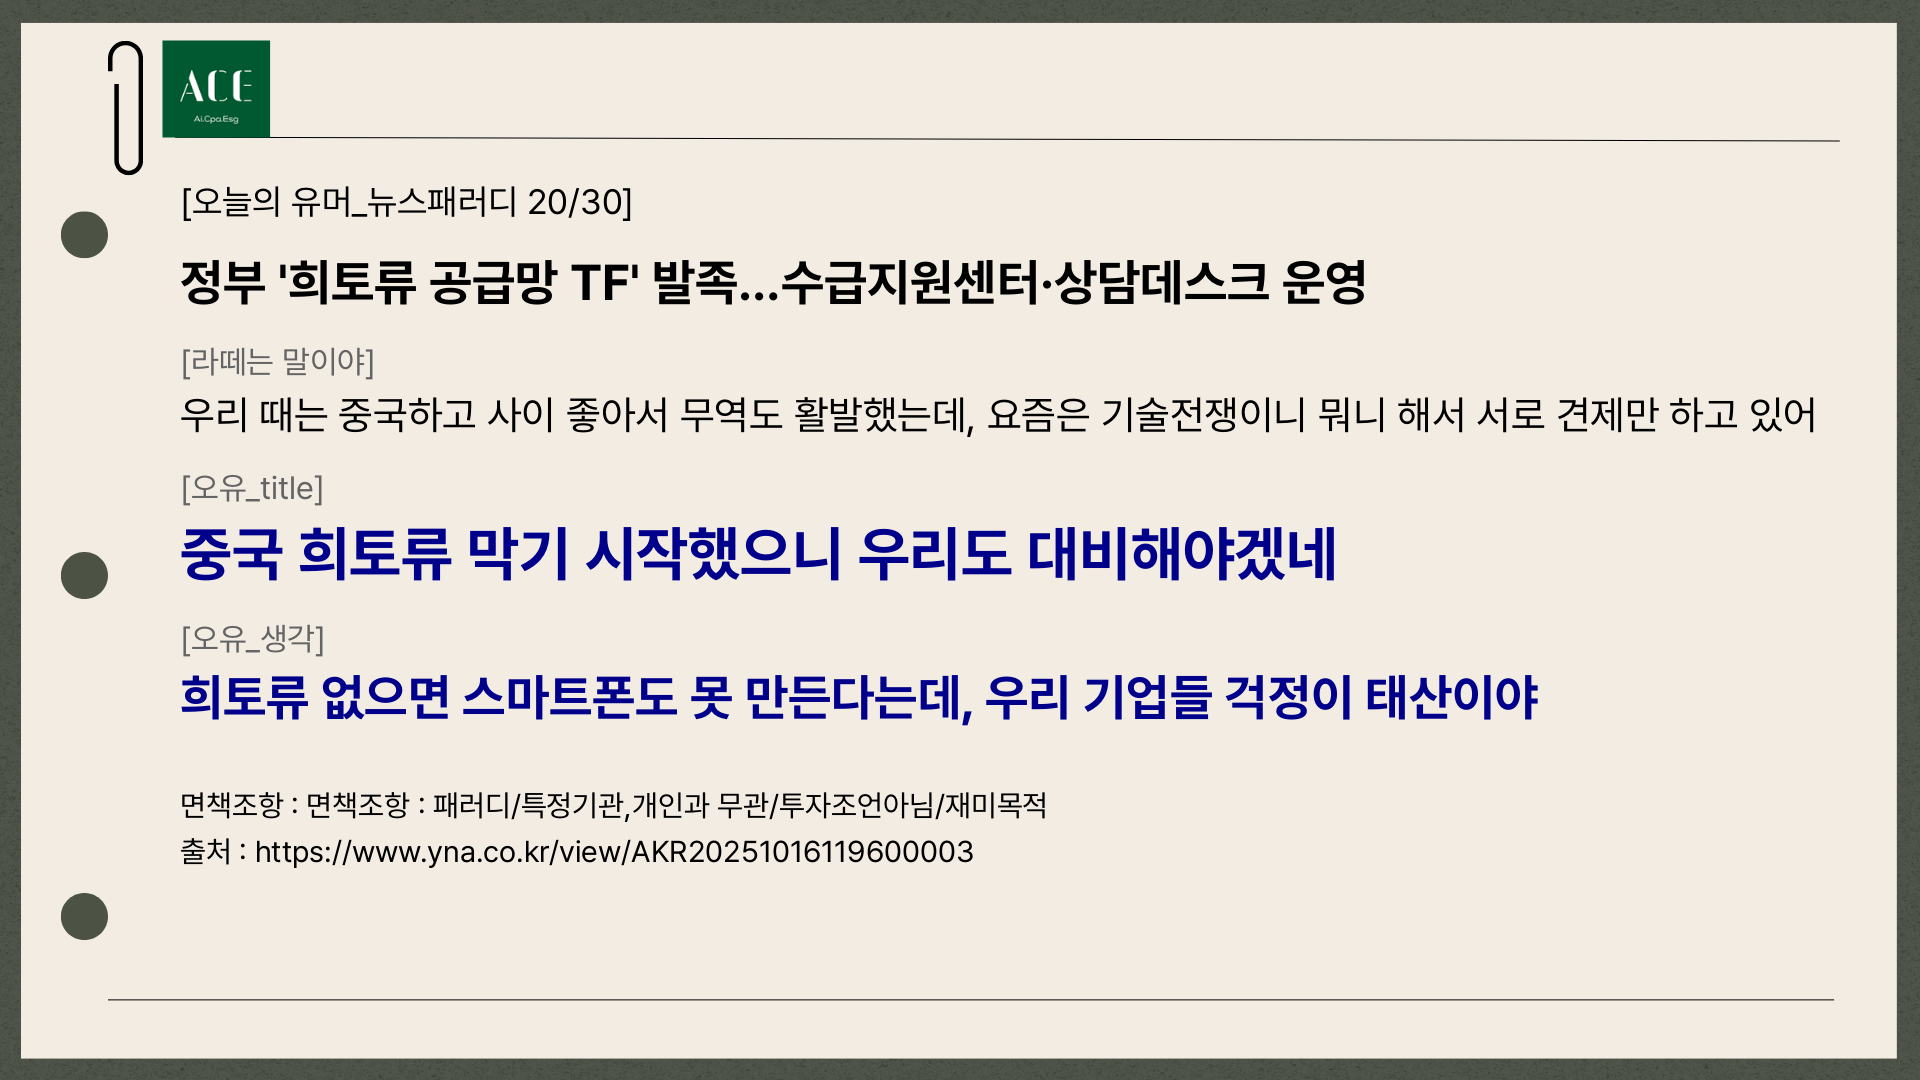 ACE
Ai.Cpa.Esg
[오늘의 유머_뉴스패러디 20/30]
정부 '희토류 공급망 TF' 발족...수급지원센터·상담데스크 운영
[라떼는 말이야]
우리 때는 중국하고 사이 좋아서 무역도 활발했는데, 요즘은 기술전쟁이니 뭐니 해서 서로 견제만 하고 있어
[오유_title]
중국 희토류 막기 시작했으니 우리도 대비해야겠네
[오유_생각]
희토류 없으면 스마트폰도 못 만든다는데, 우리 기업들 걱정이 태산이야
면책조항 : 면책조항 : 패러디/특정기관,개인과 무관/투자조언아님/재미목적
출처 : https://www.yna.co.kr/view/AKR20251016119600003